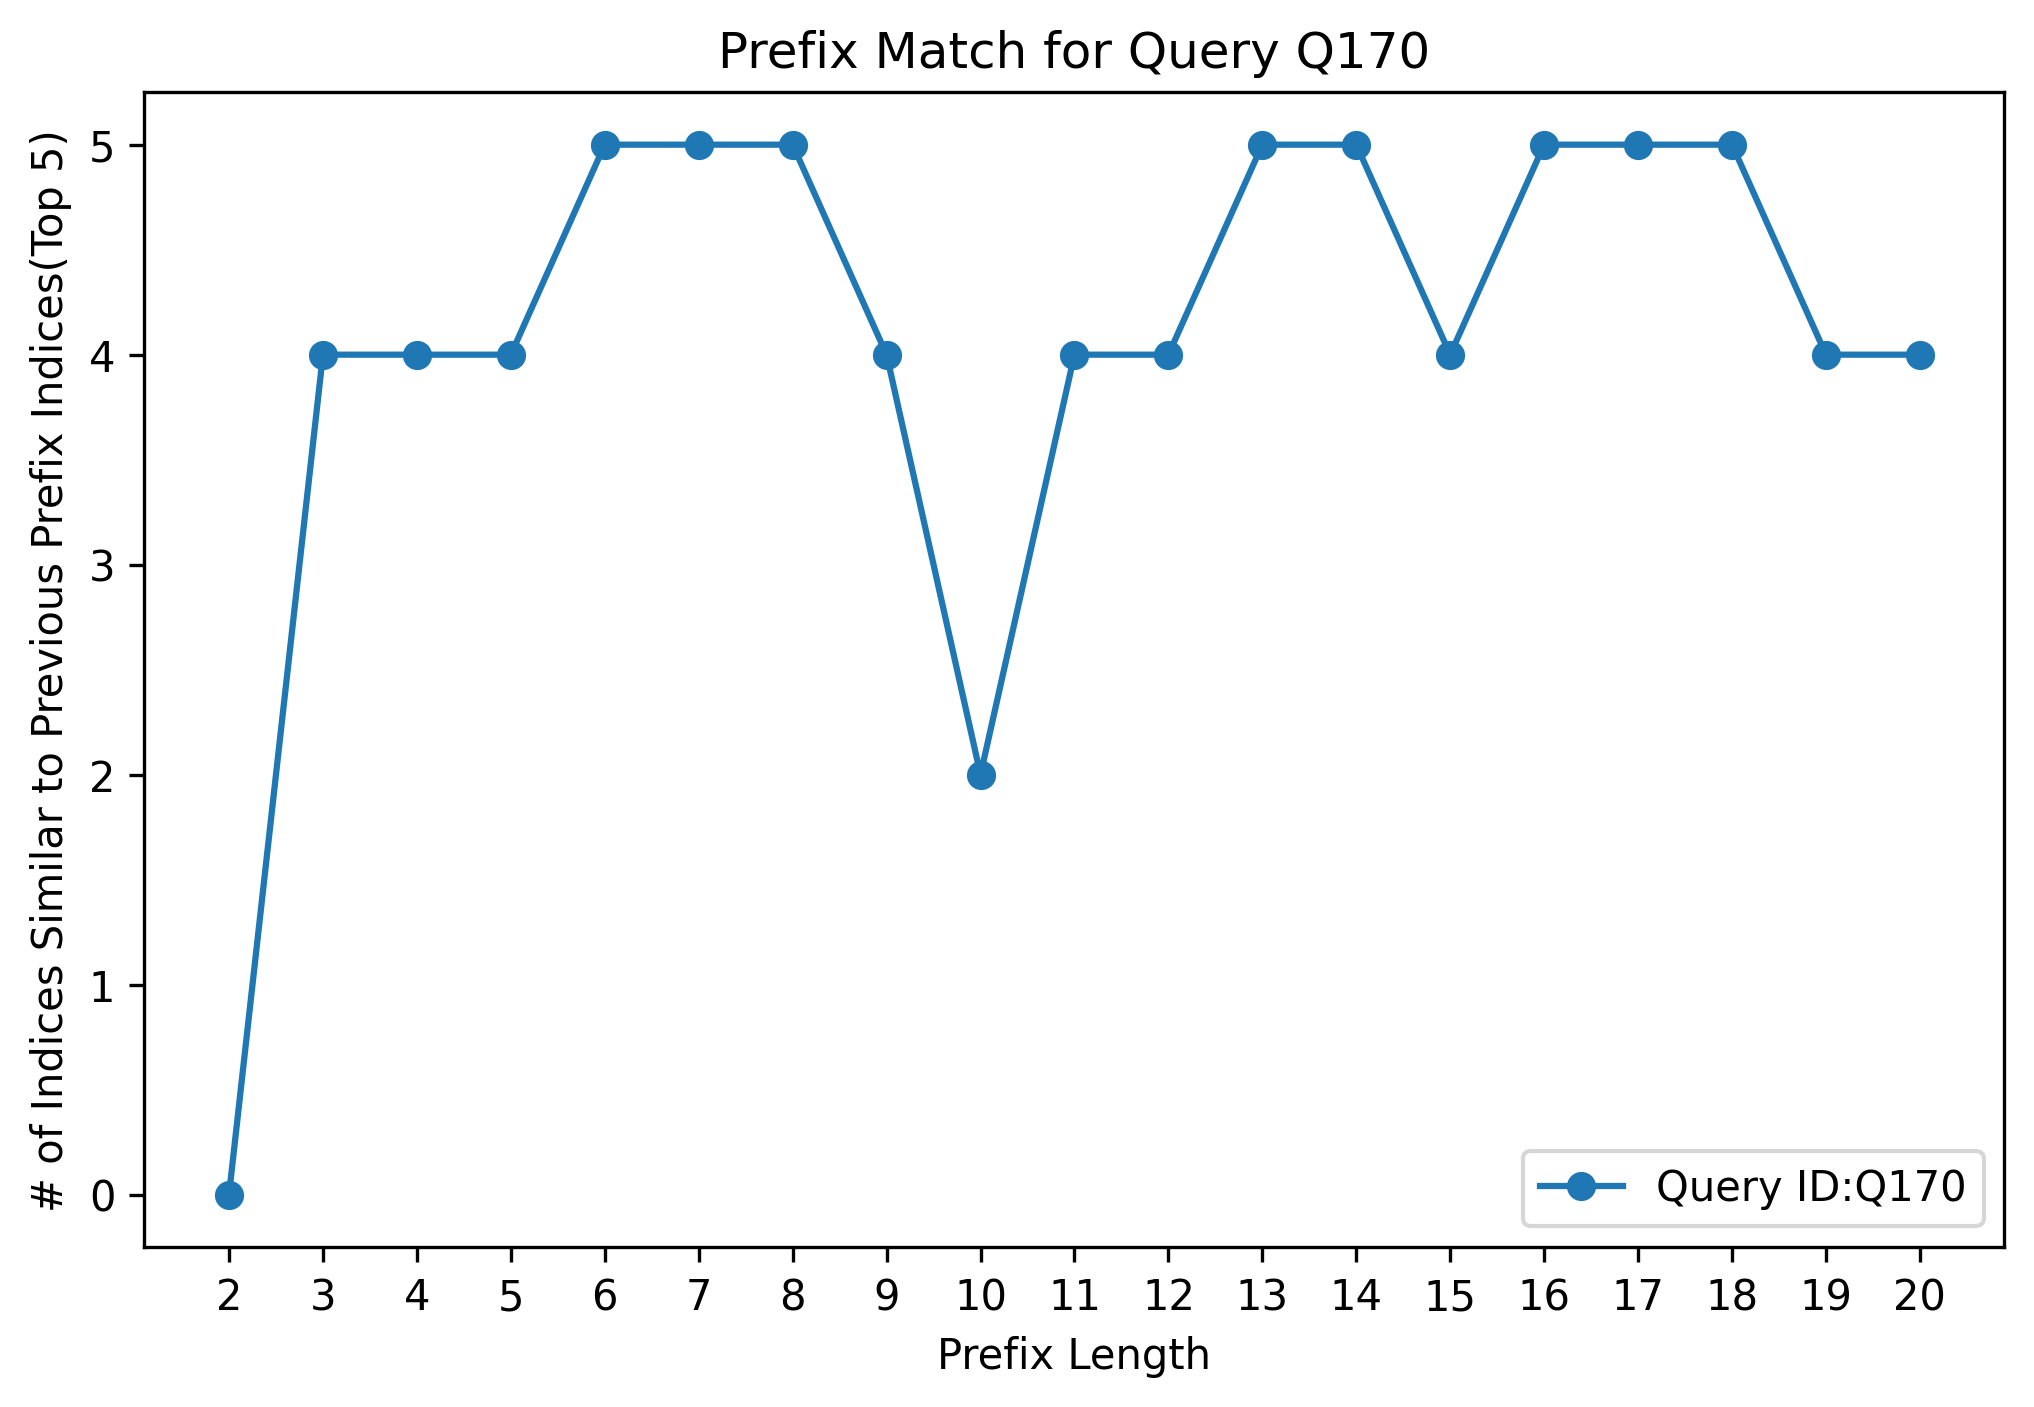 Prefix Match for Query Q170
# of Indices Similar to Previous Prefix Indices(Top 5)
5
4
3
2
1
0
Query ID:Q170
2 3 4 5 6 7 8 9 10 11 12 13 14 15 16 17 18 19 20
Prefix Length